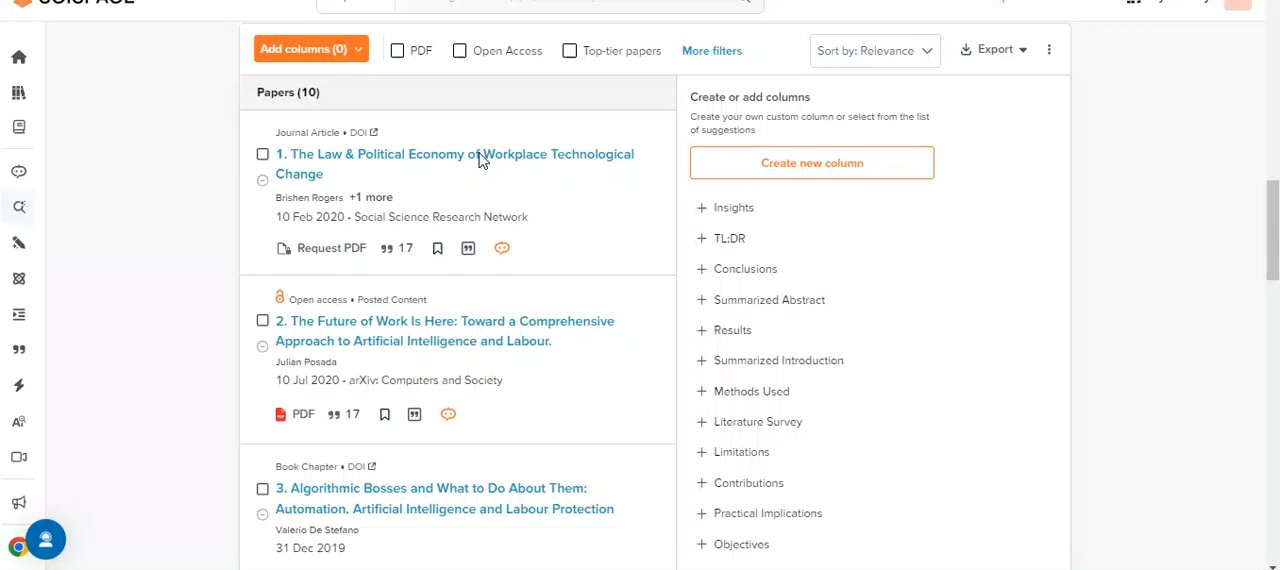 Add columns (0)
PDF
Open Access
Top-tier papers
More filters
Sort by: Relevance
Export
Papers (10)
Journal Article • DOI
1. The Law & Political Economy of Workplace Technological
Change
Brishen Rogers +1 more
10 Feb 2020 - Social Science Research Network
Request PDF 17
Open access • Posted Content
2. The Future of Work Is Here: Toward a Comprehensive
Approach to Artificial Intelligence and Labour.
Julian Posada
10 Jul 2020 - arXiv: Computers and Society
PDF 17
Book Chapter • DOI
3. Algorithmic Bosses and What to Do About Them:
Automation, Artificial Intelligence and Labour Protection
Valerio De Stefano
31 Dec 2019
Create or add columns
Create your own custom column or select from the list
of suggestions
Create new column
Insights
TL;DR
Conclusions
Summarized Abstract
Results
Summarized Introduction
Methods Used
Literature Survey
Limitations
Contributions
Practical Implications
Objectives